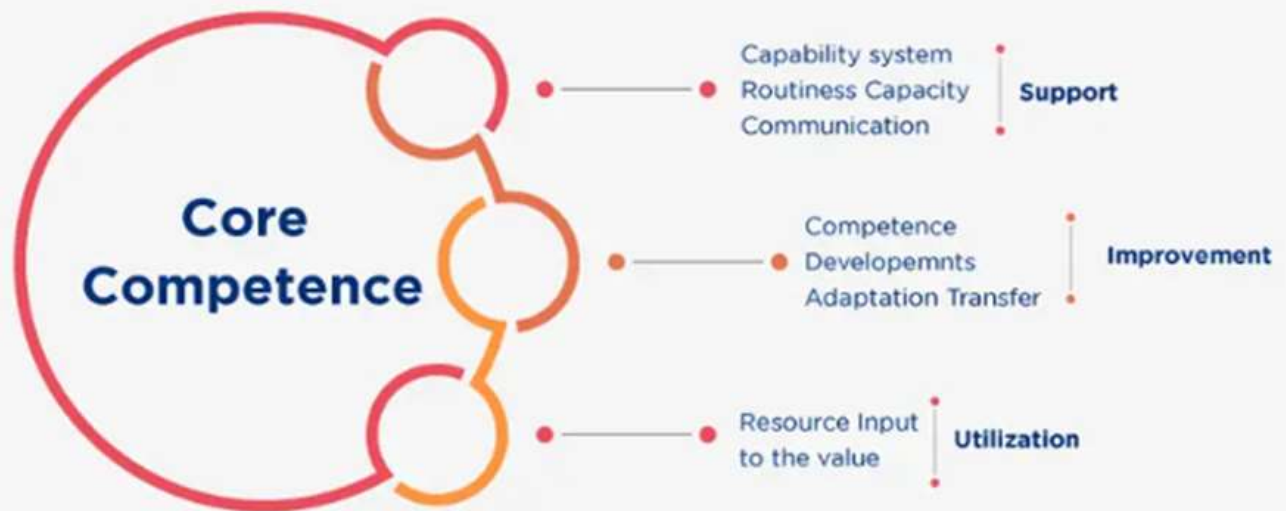 Core
Competence
Capability system
Routiness Capacity
Communication
Support
Competence
Developemnts
Adaptation Transfer
Improvement
Resource Input
to the value
Utilization